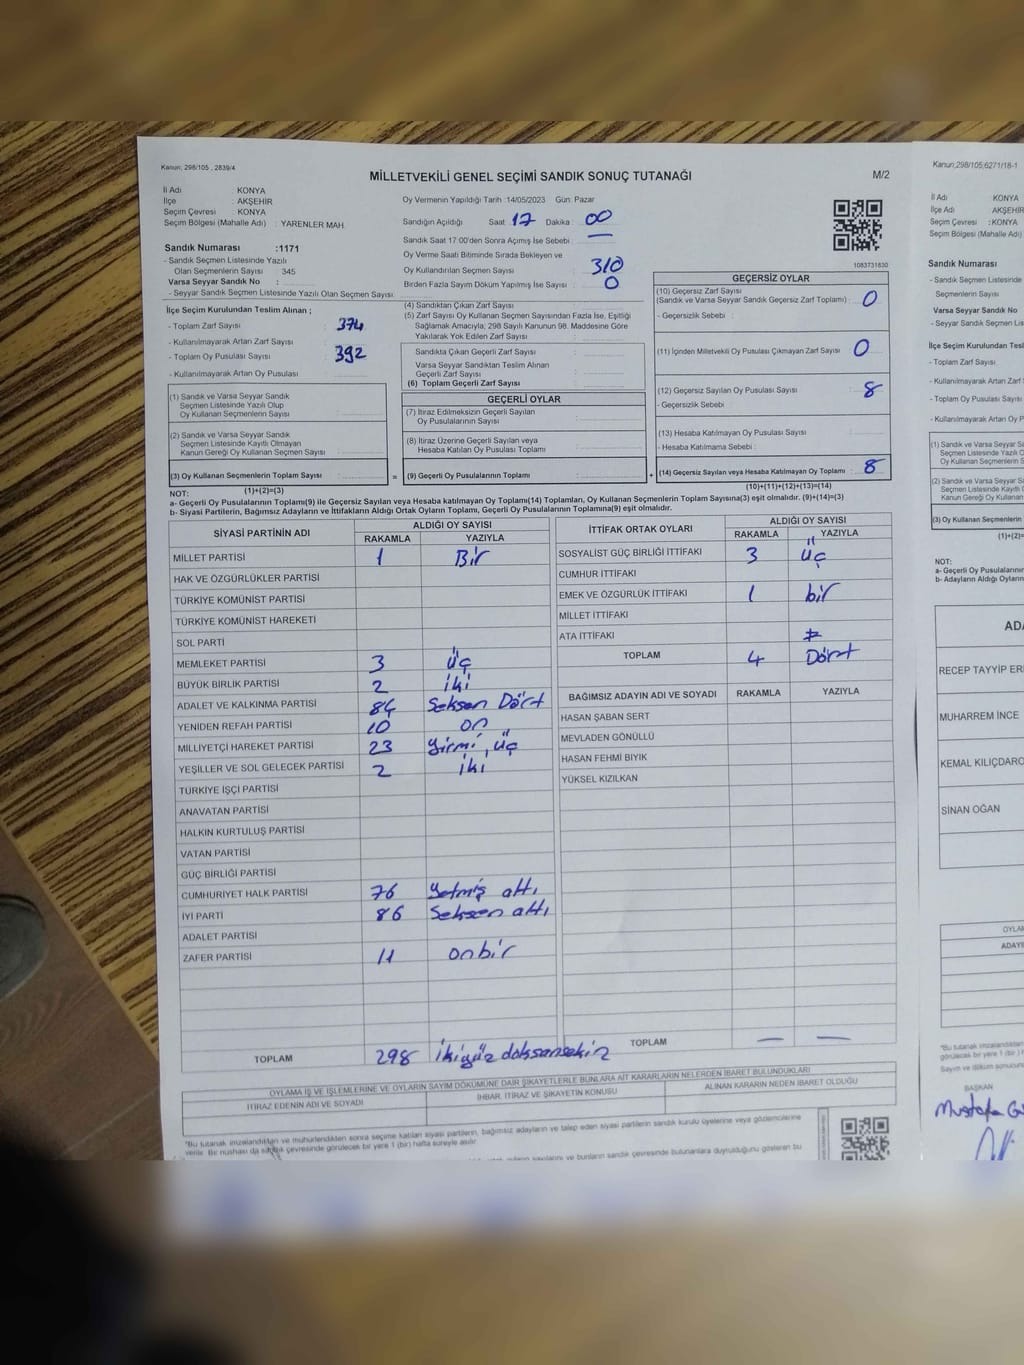 Kanun; 298/105 , 2839/4
MİLLETVEKİLİ GENEL SEÇİMİ SANDIK SONUÇ TUTANAĞI
M/2
İl Adı : KONYA
İlçe : AKŞEHİR
Seçim Çevresi : KONYA
Seçim Bölgesi (Mahalle Adı) : YARENLER MAH.
Oy Vermenin Yapıldığı Tarih :14/05/2023 Gün: Pazar
Sandığın Açıldığı Saat : 17 Dakika : 00
Sandık Saat 17:00'den Sonra Açılmış İse Sebebi : —
Oy Verme Saati Bitiminde Sırada Bekleyen ve
Oy Kullandırılan Seçmen Sayısı : 310
Birden Fazla Sayım Döküm Yapılmış İse Sayısı : 0
1083731830
Sandık Numarası :1171
- Sandık Seçmen Listesinde Yazılı
Olan Seçmenlerin Sayısı : 345
Varsa Seyyar Sandık No :
- Seyyar Sandık Seçmen Listesinde Yazılı Olan Seçmen Sayısı
İlçe Seçim Kurulundan Teslim Alınan ;
- Toplam Zarf Sayısı : 374
- Kullanılmayarak Artan Zarf Sayısı :
- Toplam Oy Pusulası Sayısı : 392
- Kullanılmayarak Artan Oy Pusulası :
(4) Sandıktan Çıkan Zarf Sayısı :
(5) Zarf Sayısı Oy Kullanan Seçmen Sayısından Fazla İse, Eşitliği
Sağlamak Amacıyla; 298 Sayılı Kanunun 98. Maddesine Göre
Yakılarak Yok Edilen Zarf Sayısı :
Sandıkta Çıkan Geçerli Zarf Sayısı :
Varsa Seyyar Sandıktan Teslim Alınan
Geçerli Zarf Sayısı :
(6) Toplam Geçerli Zarf Sayısı :
GEÇERSİZ OYLAR
(10) Geçersiz Zarf Sayısı
(Sandık ve Varsa Seyyar Sandık Geçersiz Zarf Toplamı) : 0
- Geçersizlik Sebebi :
(11) İçinden Milletvekili Oy Pusulası Çıkmayan Zarf Sayısı : 0
(12) Geçersiz Sayılan Oy Pusulası Sayısı : 8
- Geçersizlik Sebebi :
(13) Hesaba Katılmayan Oy Pusulası Sayısı :
- Hesaba Katılmama Sebebi :
(14) Geçersiz Sayılan veya Hesaba Katılmayan Oy Toplamı : 8
(10)+(11)+(12)+(13)=(14)
(1) Sandık ve Varsa Seyyar Sandık
Seçmen Listesinde Yazılı Olup
Oy Kullanan Seçmenlerin Sayısı :
(2) Sandık ve Varsa Seyyar Sandık
Seçmen Listesinde Kayıtlı Olmayan
Kanun Gereği Oy Kullanan Seçmen Sayısı :
(3) Oy Kullanan Seçmenlerin Toplam Sayısı : =
(1)+(2)=(3)
GEÇERLİ OYLAR
(7) İtiraz Edilmeksizin Geçerli Sayılan
Oy Pusulalarının Sayısı :
(8) İtiraz Üzerine Geçerli Sayılan veya
Hesaba Katılan Oy Pusulası Toplamı :
(9) Geçerli Oy Pusulalarının Toplamı : +
NOT:
a- Geçerli Oy Pusulalarının Toplamı(9) ile Geçersiz Sayılan veya Hesaba katılmayan Oy Toplamı(14) Toplamları, Oy Kullanan Seçmenlerin Toplam Sayısına(3) eşit olmalıdır. (9)+(14)=(3)
b- Siyasi Partilerin, Bağımsız Adayların ve İttifakların Aldığı Ortak Oyların Toplamı, Geçerli Oy Pusulalarının Toplamına(9) eşit olmalıdır.
SİYASİ PARTİNİN ADI ALDIĞI OY SAYISI
RAKAMLA YAZIYLA
MİLLET PARTİSİ 1 Bir
HAK VE ÖZGÜRLÜKLER PARTİSİ
TÜRKİYE KOMÜNİST PARTİSİ
TÜRKİYE KOMÜNİST HAREKETİ
SOL PARTİ
MEMLEKET PARTİSİ 3 üç
BÜYÜK BİRLİK PARTİSİ 2 iki
ADALET VE KALKINMA PARTİSİ 84 Seksen Dört
YENİDEN REFAH PARTİSİ 10 on
MİLLİYETÇİ HAREKET PARTİSİ 23 yirmi üç
YEŞİLLER VE SOL GELECEK PARTİSİ 2 iki
TÜRKİYE İŞÇİ PARTİSİ
ANAVATAN PARTİSİ
HALKIN KURTULUŞ PARTİSİ
VATAN PARTİSİ
GÜÇ BİRLİĞİ PARTİSİ
CUMHURİYET HALK PARTİSİ 76 yetmiş altı
İYİ PARTİ 86 Seksen altı
ADALET PARTİSİ
ZAFER PARTİSİ 11 onbir
TOPLAM 298 ikiyüz doksansekiz
İTTİFAK ORTAK OYLARI ALDIĞI OY SAYISI
RAKAMLA YAZIYLA
SOSYALİST GÜÇ BİRLİĞİ İTTİFAKI 3 üç
CUMHUR İTTİFAKI
EMEK VE ÖZGÜRLÜK İTTİFAKI 1 bir
MİLLET İTTİFAKI
ATA İTTİFAKI
TOPLAM 4 Dört
BAĞIMSIZ ADAYIN ADI VE SOYADI RAKAMLA YAZIYLA
HASAN ŞABAN SERT
MEVLADEN GÖNÜLLÜ
HASAN FEHMİ BIYIK
YÜKSEL KIZILKAN
TOPLAM — —
OYLAMA İŞ VE İŞLEMLERİNE VE OYLARIN SAYIM DÖKÜMÜNE DAİR ŞİKAYETLERLE BUNLARA AİT KARARLARIN NELERDEN İBARET BULUNDUKLARI
İTİRAZ EDENİN ADI VE SOYADI İHBAR, İTİRAZ VE ŞİKAYETİN KONUSU ALINAN KARARIN NEDEN İBARET OLDUĞU
*Bu tutanak imzalandıktan ve mühürlendikten sonra seçime katılan siyasi partilerin, bağımsız adayların ve talep eden siyasi partilerin sandık kurulu üyelerine veya gözlemcilerine
verilir. Bir nüshası da sandık çevresinde görülecek bir yere 1 (bir) hafta süreyle asılır.
Kanun;298/105;6271/18-1
İl Adı : KONYA
İlçe Adı : AKŞEHİR
Seçim Çevresi : KONYA
Seçim Bölgesi (Mahalle Adı)
Sandık Numarası
- Sandık Seçmen Listesinde
Seçmenlerin Sayısı
Varsa Seyyar Sandık No
- Seyyar Sandık Seçmen Lis
İlçe Seçim Kurulundan Tesli
- Toplam Zarf Sayısı
- Kullanılmayarak Artan Zarf
- Toplam Oy Pusulası Sayısı
- Kullanılmayarak Artan Oy P
(1) Sandık ve Varsa Seyyar Sa
Seçmen Listesinde Yazılı O
Oy Kullanan Seçmenlerin S
(2) Sandık ve Varsa Seyyar S
Seçmen Listesinde Kayıtlı
Kanun Gereği Oy Kullanan
(3) Oy Kullanan Seçmenlerin
(1)+(2)=
NOT:
a- Geçerli Oy Pusulalarının
b- Adayların Aldığı Oyların
ADA
RECEP TAYYİP ER
MUHARREM İNCE
KEMAL KILIÇDARO
SİNAN OĞAN
OYLAM
ADAYI
BAŞKAN
Mustafa